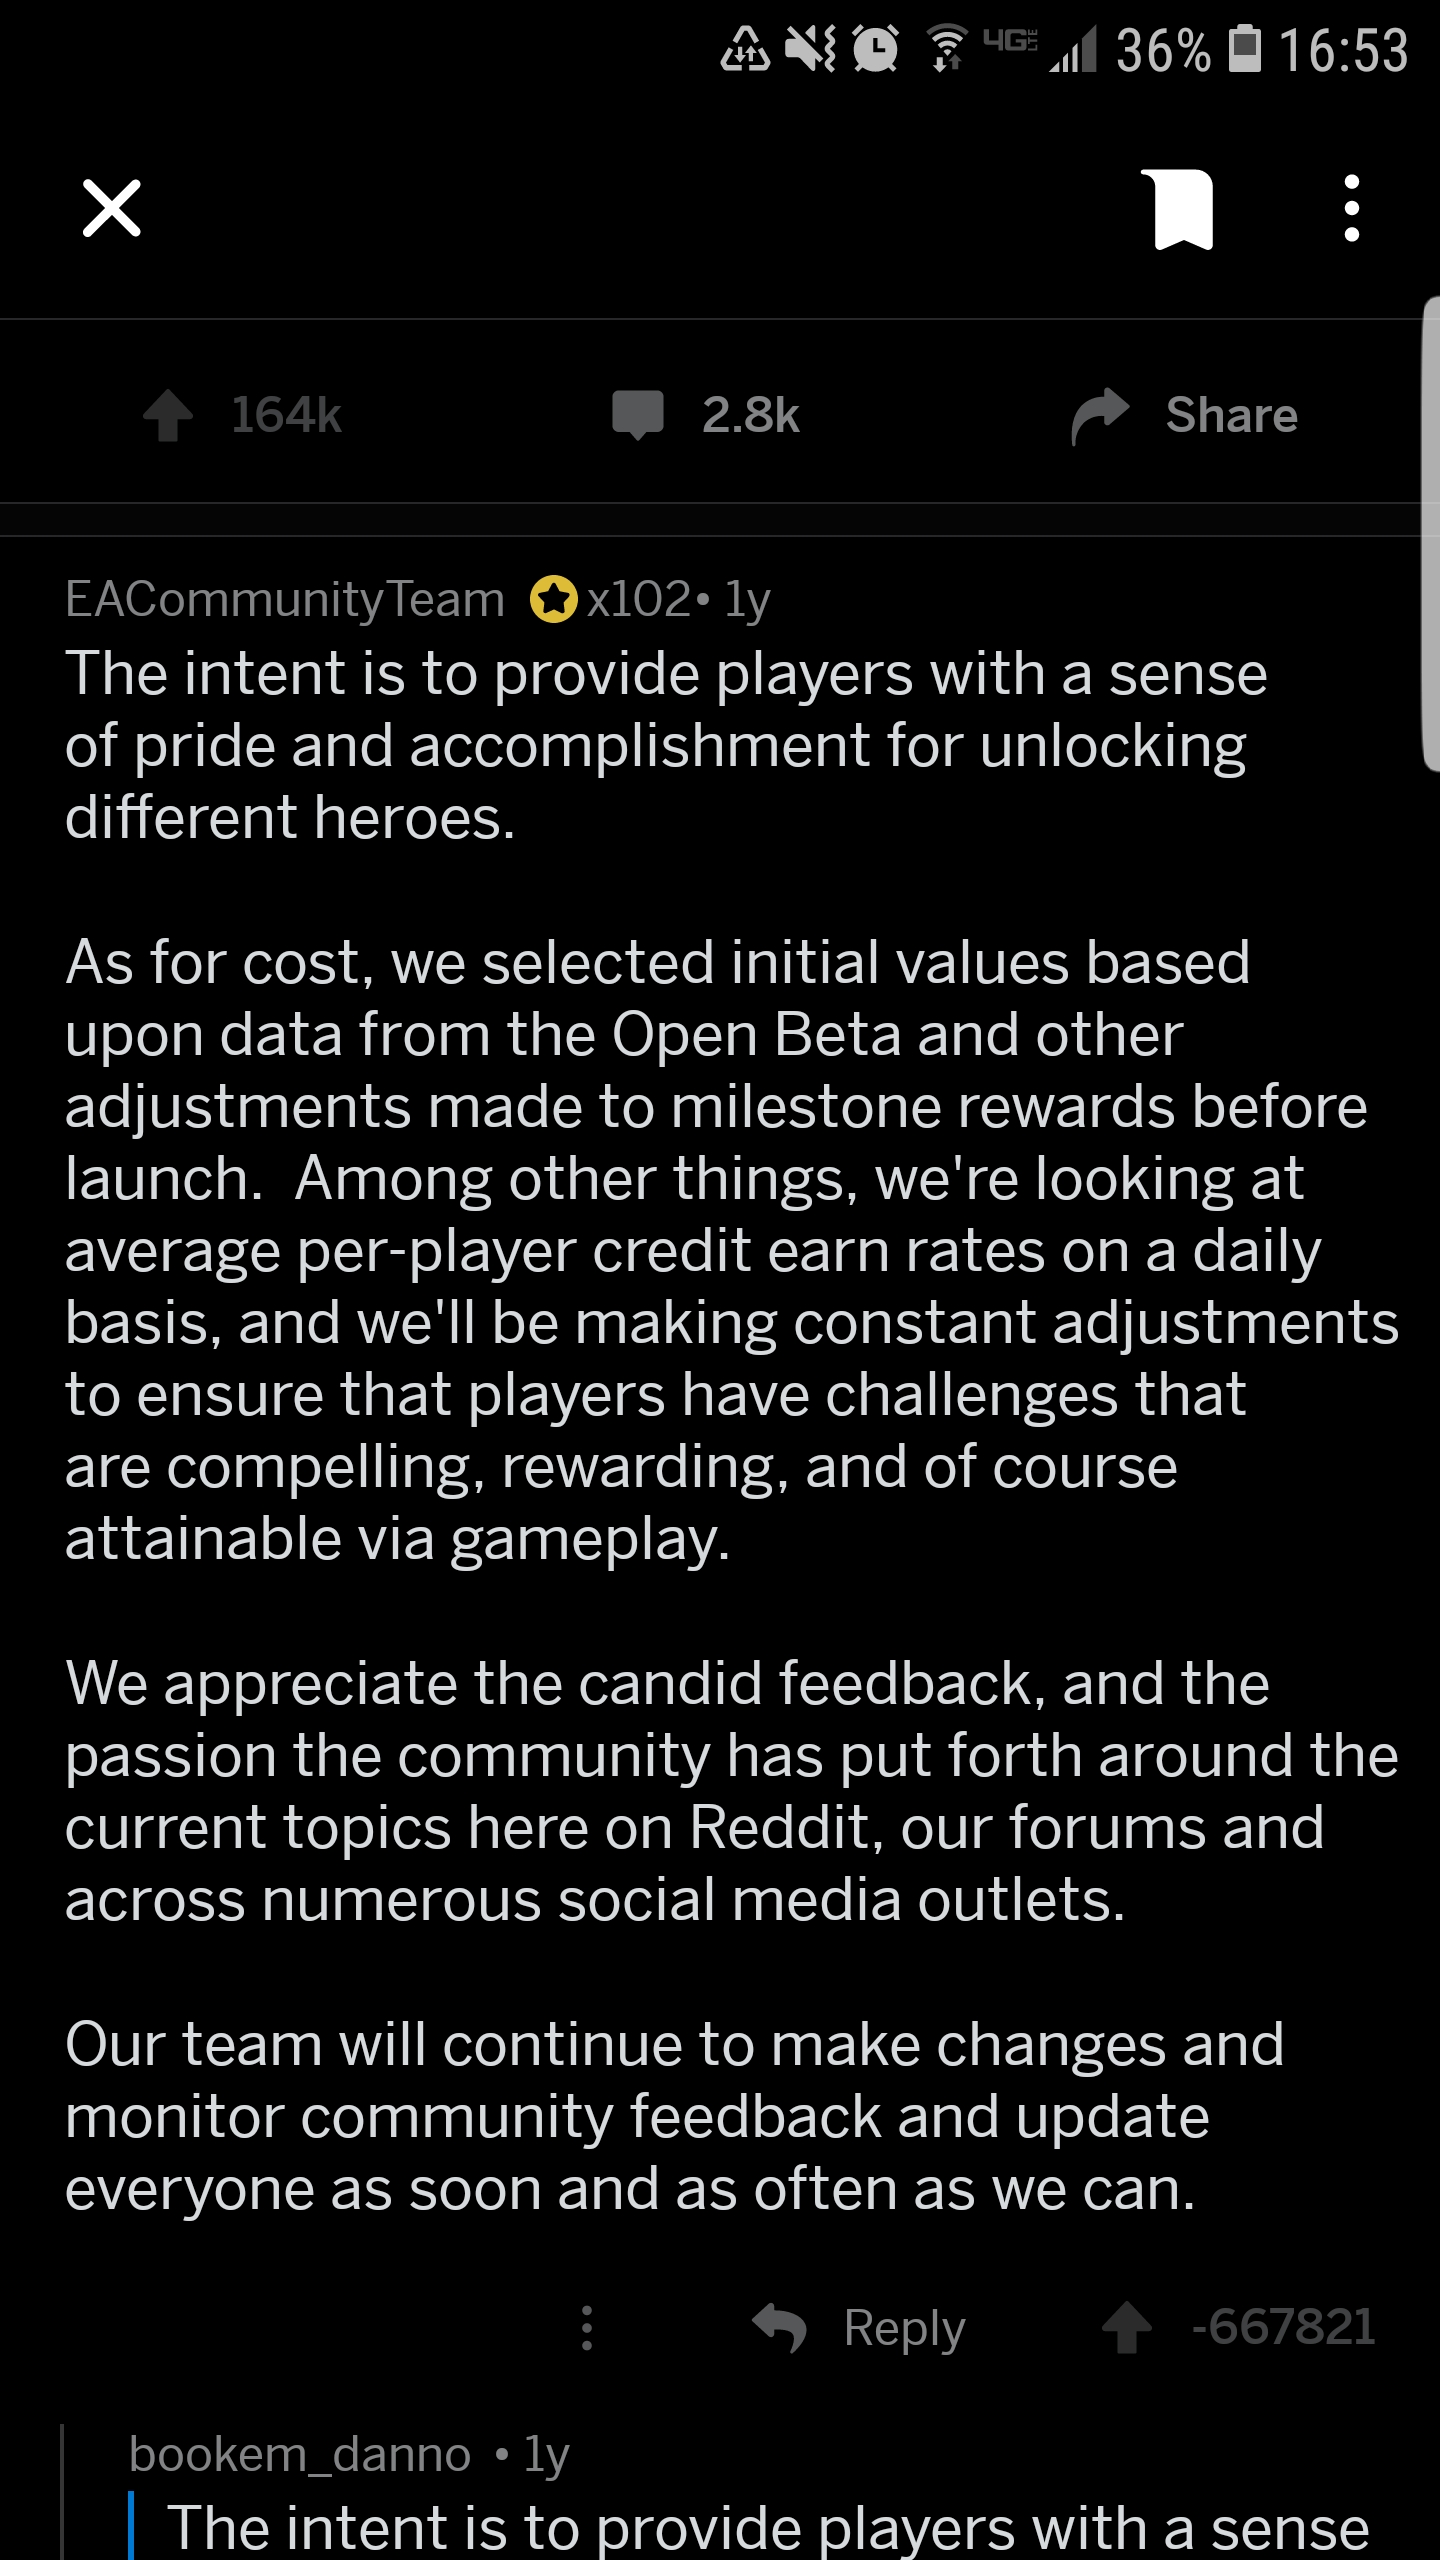 4G LTE 36% 16:53
164k 2.8k Share
EACommunityTeam x102• 1y
The intent is to provide players with a sense
of pride and accomplishment for unlocking
different heroes.
As for cost, we selected initial values based
upon data from the Open Beta and other
adjustments made to milestone rewards before
launch.  Among other things, we're looking at
average per-player credit earn rates on a daily
basis, and we'll be making constant adjustments
to ensure that players have challenges that
are compelling, rewarding, and of course
attainable via gameplay.
We appreciate the candid feedback, and the
passion the community has put forth around the
current topics here on Reddit, our forums and
across numerous social media outlets.
Our team will continue to make changes and
monitor community feedback and update
everyone as soon and as often as we can.
Reply -667821
bookem_danno • 1y
The intent is to provide players with a sense